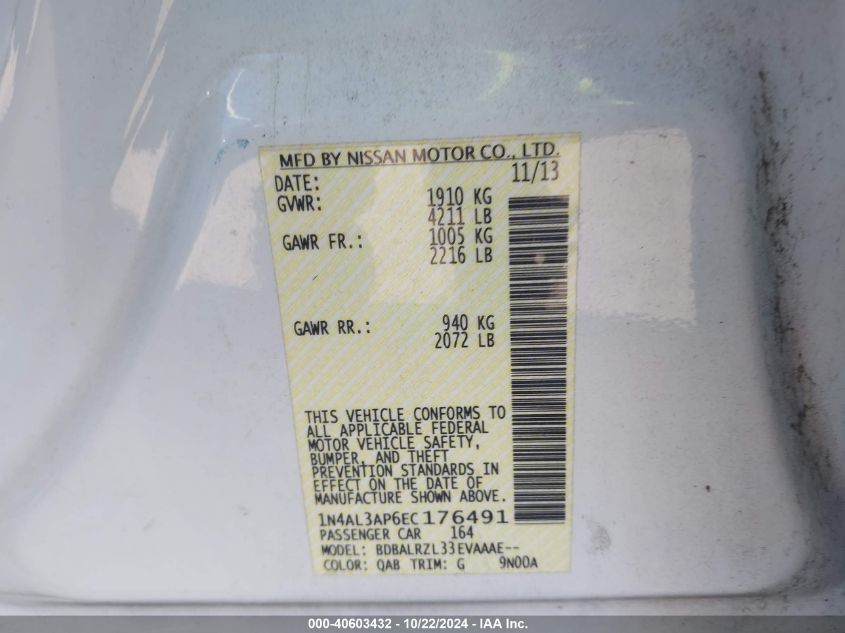 MFD BY NISSAN MOTOR CO., LTD.
DATE: 11/13
GVWR: 1910 KG
4211 LB
GAWR FR.: 1005 KG
2216 LB
GAWR RR.: 940 KG
2072 LB
THIS VEHICLE CONFORMS TO
ALL APPLICABLE FEDERAL
MOTOR VEHICLE SAFETY,
BUMPER, AND THEFT
PREVENTION STANDARDS IN
EFFECT ON THE DATE OF
MANUFACTURE SHOWN ABOVE.
1N4AL3AP6EC176491
PASSENGER CAR 164
MODEL: BDBALRZL33EVAAAE--
COLOR: QAB TRIM: G 9N00A
000-40603432 - 10/22/2024 - IAA Inc.